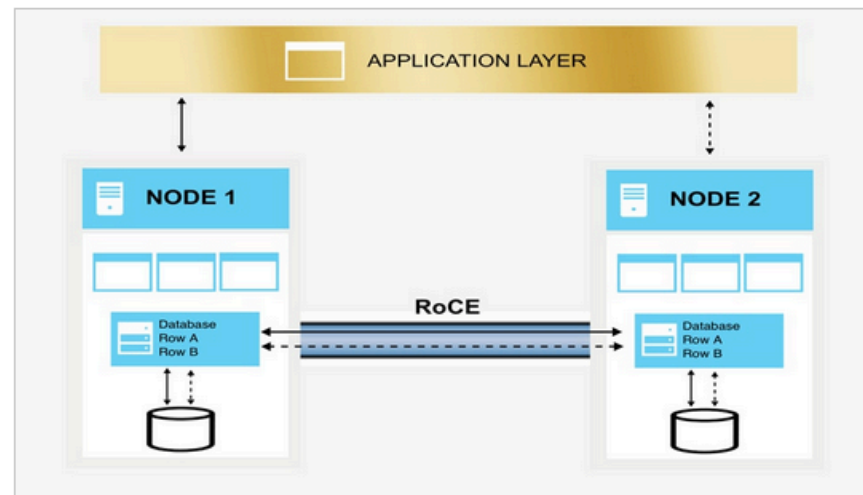 APPLICATION LAYER
NODE 1
NODE 2
RoCE
Database
Row A
Row B
Database
Row A
Row B